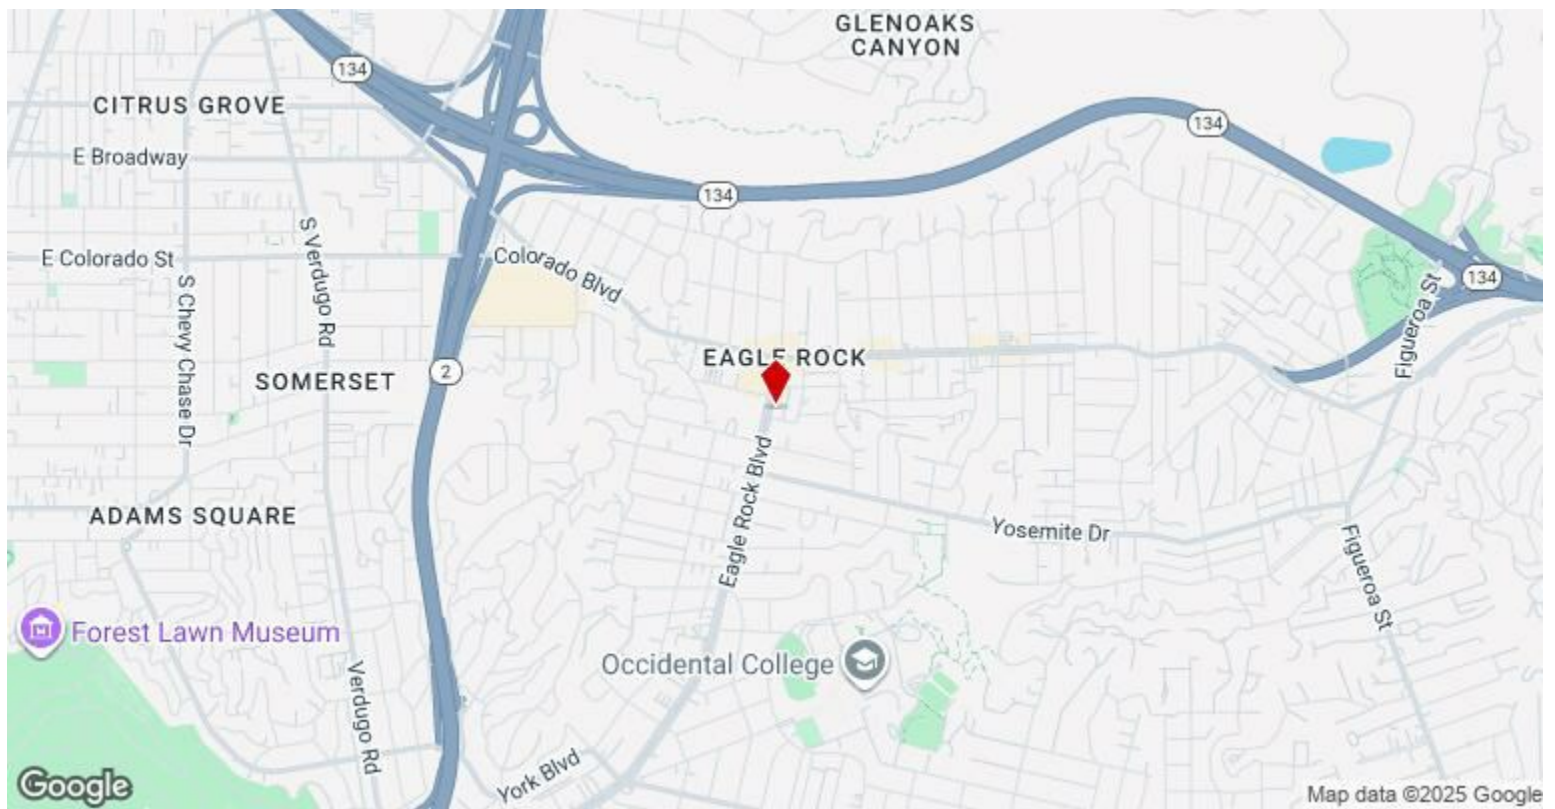 GLENOAKS
CANYON
134
CITRUS GROVE
134
E Broadway
134
S Verdugo Rd
E Colorado St
Colorado Blvd
134
S Chevy Chase Dr
Figueroa St
EAGLE ROCK
2
SOMERSET
Eagle Rock Blvd
ADAMS SQUARE
Yosemite Dr
Figueroa St
Forest Lawn Museum
Occidental College
Verdugo Rd
York Blvd
Google
Map data ©2025 Google